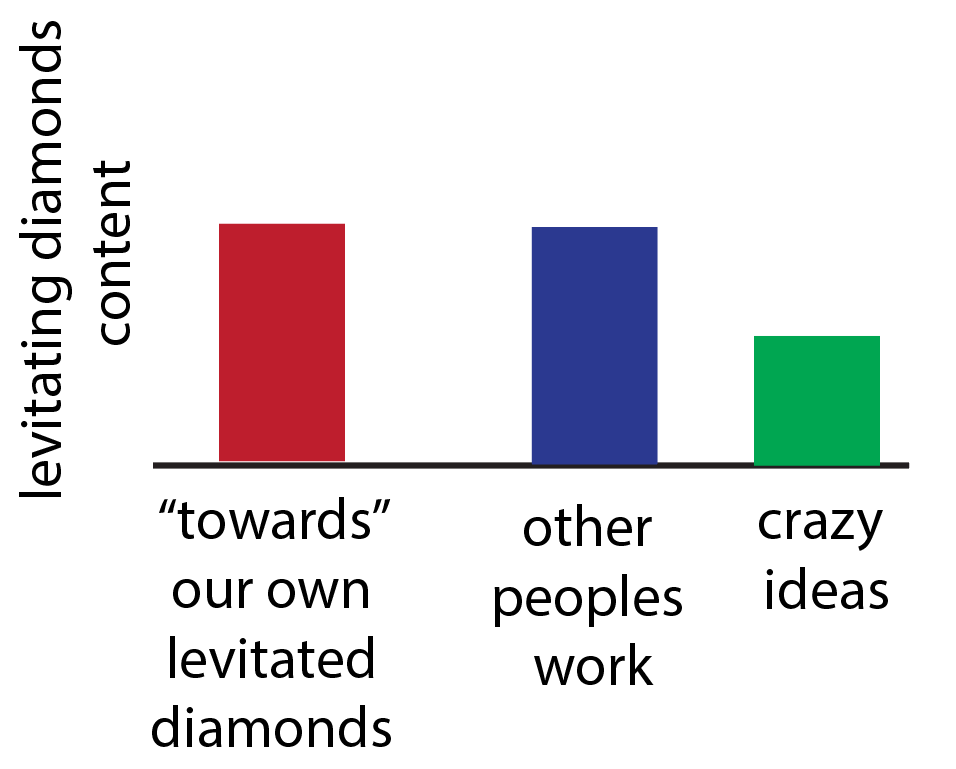 levitating diamonds
content
“towards”
our own
levitated
diamonds
other
peoples
work
crazy
ideas